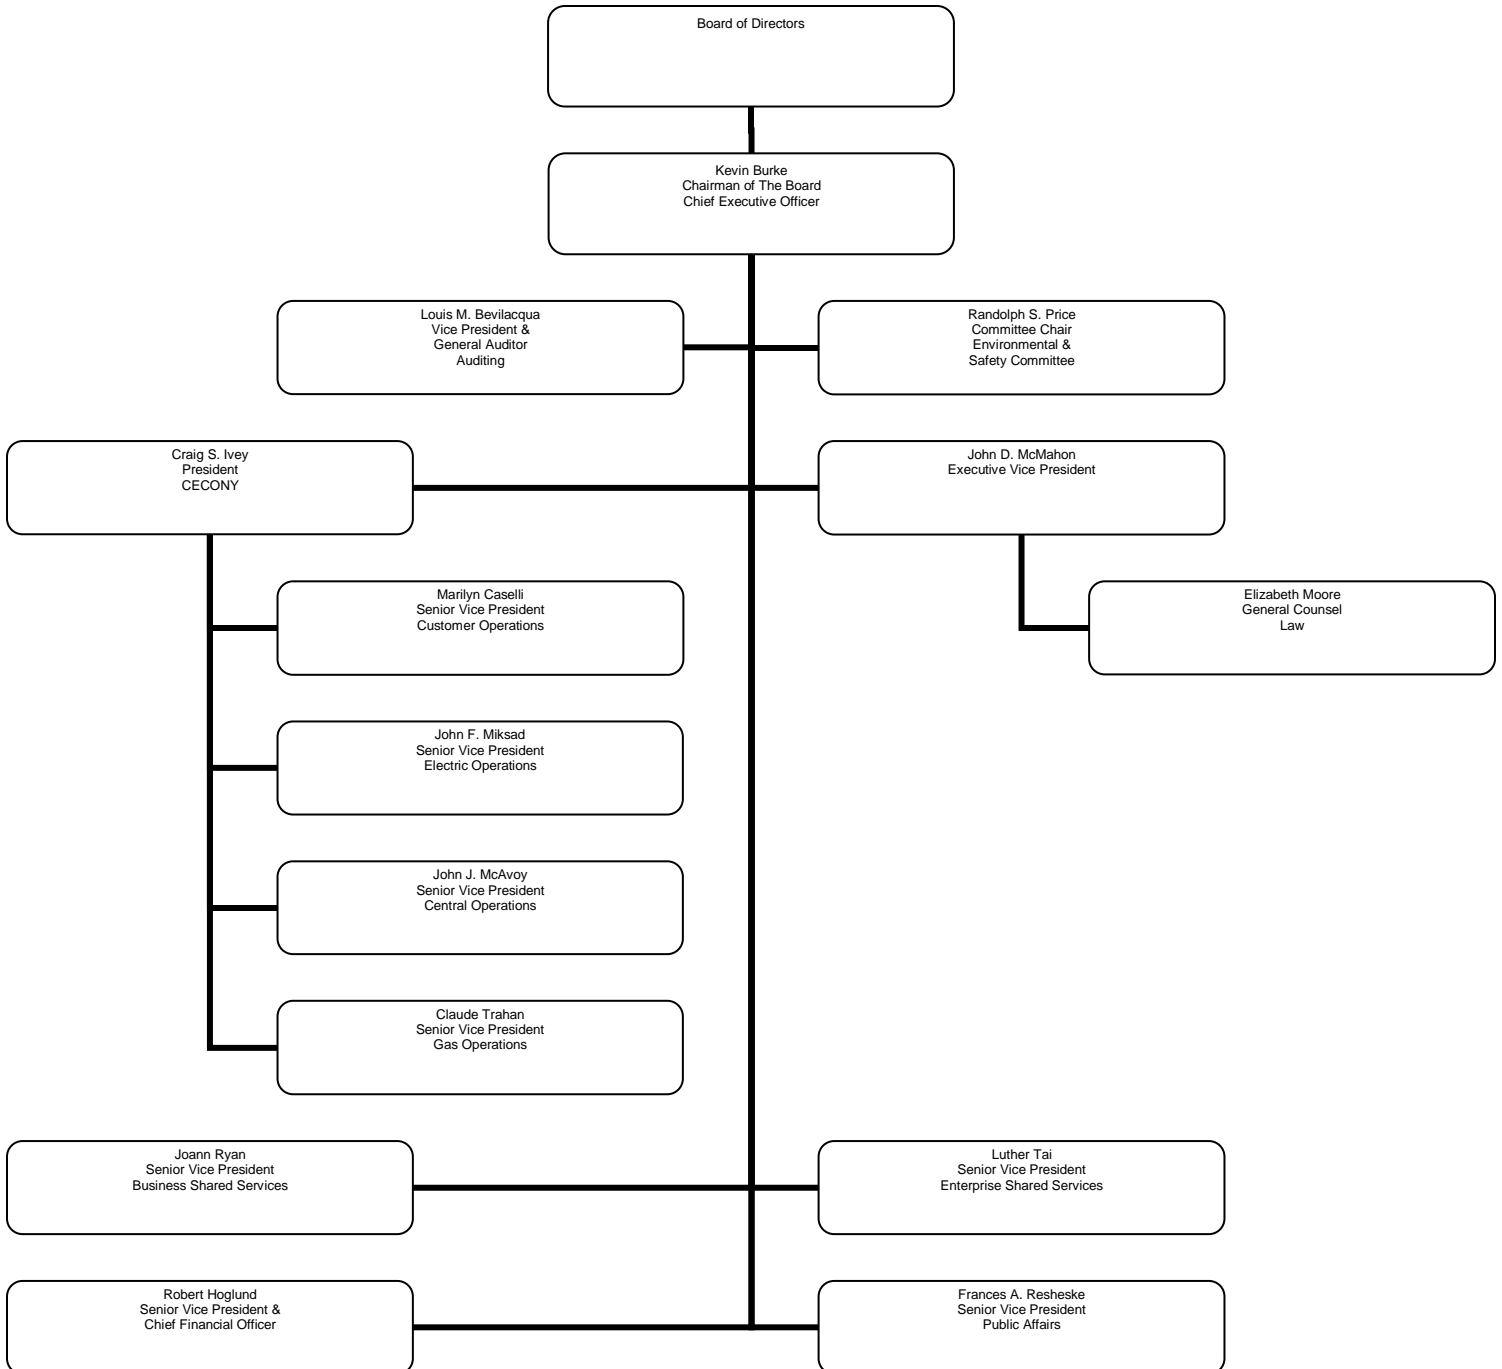 Board of Directors
Kevin Burke
Chairman of The Board
Chief Executive Officer
Louis M. Bevilacqua
Vice President &
General Auditor
Auditing
Randolph S. Price
Committee Chair
Environmental &
Safety Committee
Craig S. Ivey
President
CECONY
John D. McMahon
Executive Vice President
Marilyn Caselli
Senior Vice President
Customer Operations
Elizabeth Moore
General Counsel
Law
John F. Miksad
Senior Vice President
Electric Operations
John J. McAvoy
Senior Vice President
Central Operations
Claude Trahan
Senior Vice President
Gas Operations
Joann Ryan
Senior Vice President
Business Shared Services
Luther Tai
Senior Vice President
Enterprise Shared Services
Robert Hoglund
Senior Vice President &
Chief Financial Officer
Frances A. Resheske
Senior Vice President
Public Affairs